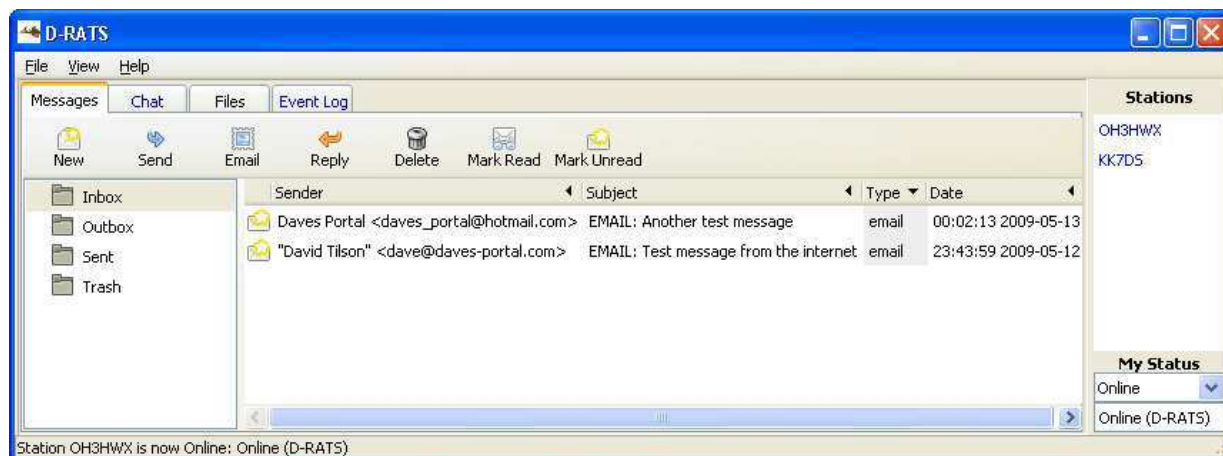 D-RATS
File View Help
Messages Chat Files Event Log
Stations
New Send Email Reply Delete Mark Read Mark Unread
OH3HWX
KK7DS
Inbox
Outbox
Sent
Trash
Sender Subject Type Date
Daves Portal <daves_portal@hotmail.com> EMAIL: Another test message email 00:02:13 2009-05-13
"David Tilson" <dave@daves-portal.com> EMAIL: Test message from the internet email 23:43:59 2009-05-12
My Status
Online
Online (D-RATS)
Station OH3HWX is now Online: Online (D-RATS)